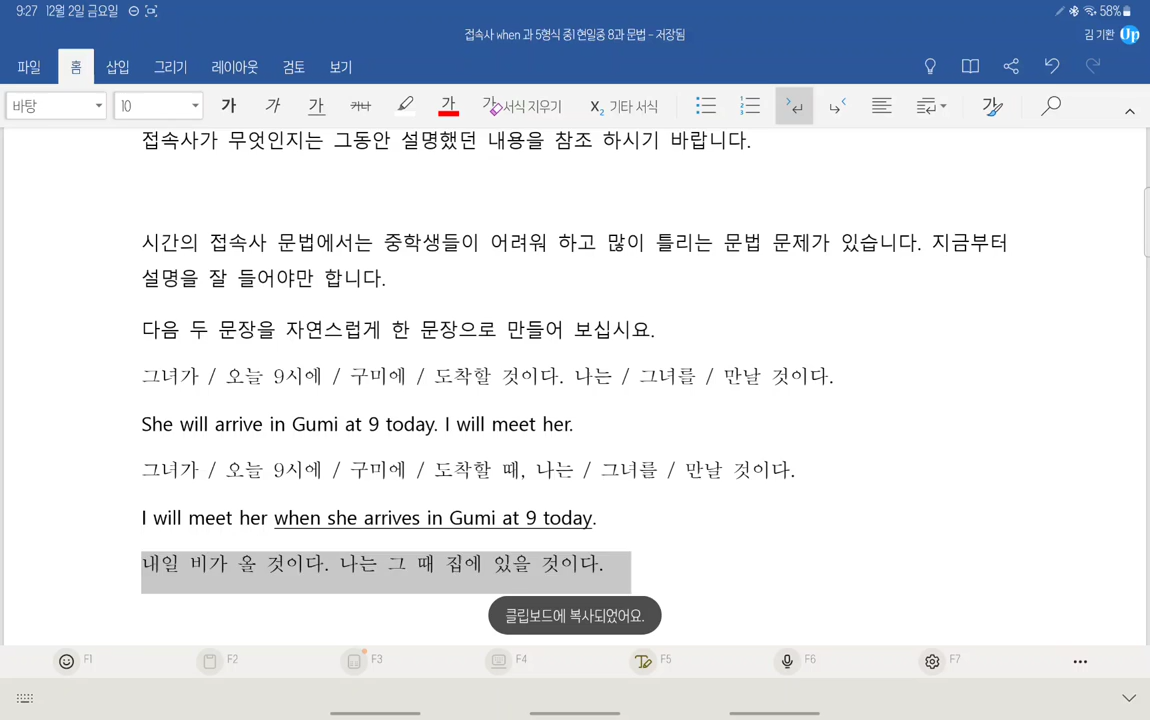 9:27 12월 2일 금요일
58%
접속사 when 과 5형식 중1 현일중 8과 문법 – 저장됨
김 기환 Up
파일 홈 삽입 그리기 레이아웃 검토 보기
바탕 10 가 가 가 가나 가 가 서식 지우기 X₂ 기타 서식 가
접속사가 무엇인지는 그동안 설명했던 내용을 참조 하시기 바랍니다.
시간의 접속사 문법에서는 중학생들이 어려워 하고 많이 틀리는 문법 문제가 있습니다. 지금부터
설명을 잘 들어야만 합니다.
다음 두 문장을 자연스럽게 한 문장으로 만들어 보십시요.
그녀가 / 오늘 9시에 / 구미에 / 도착할 것이다. 나는 / 그녀를 / 만날 것이다.
She will arrive in Gumi at 9 today. I will meet her.
그녀가 / 오늘 9시에 / 구미에 / 도착할 때, 나는 / 그녀를 / 만날 것이다.
I will meet her when she arrives in Gumi at 9 today.
내일 비가 올 것이다. 나는 그 때 집에 있을 것이다.
클립보드에 복사되었어요.
F1 F2 F3 F4 F5 F6 F7